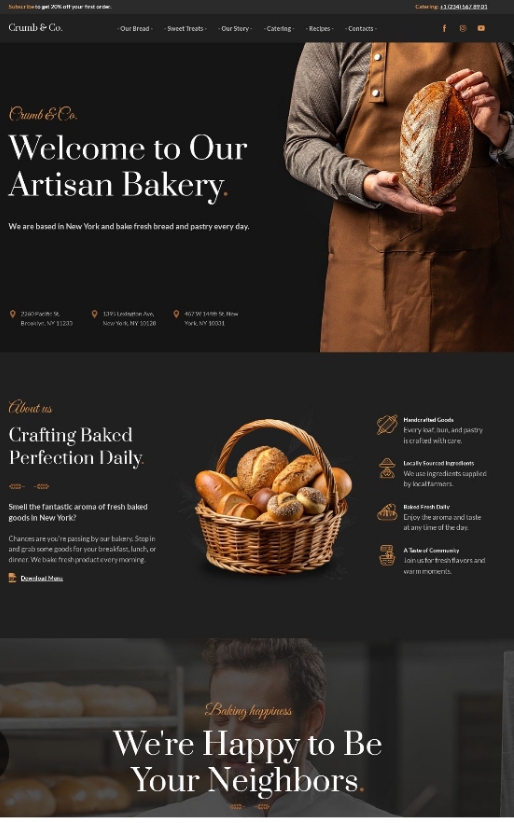 Subscribe to get 20% off your first order.
Catering: +1 (234) 567 89 01
Crumb & Co.
- Our Bread - - Sweet Treats - - Our Story - - Catering - - Recipes - - Contacts -
Crumb & Co.
Welcome to Our
Artisan Bakery.
We are based in New York and bake fresh bread and pastry every day.
Brooklyn, NY 11233
1395 Lexington Ave,
New York, NY 10128
467 W 144th St, New
York, NY 10031
About us
Crafting Baked
Perfection Daily.
Smell the fantastic aroma of fresh baked
goods in New York?
Chances are you're passing by our bakery. Stop in
and grab some goods for your breakfast, lunch, or
dinner. We bake fresh product every morning.
Download Menu
Handcrafted Goods
Every loaf, bun, and pastry
is crafted with care.
Locally Sourced Ingredients
We use ingredients supplied
by local farmers.
Baked Fresh Daily
Enjoy the aroma and taste
at any time of the day.
A Taste of Community
Join us for fresh flavors and
warm moments.
Baking happiness
We're Happy to Be
Your Neighbors.